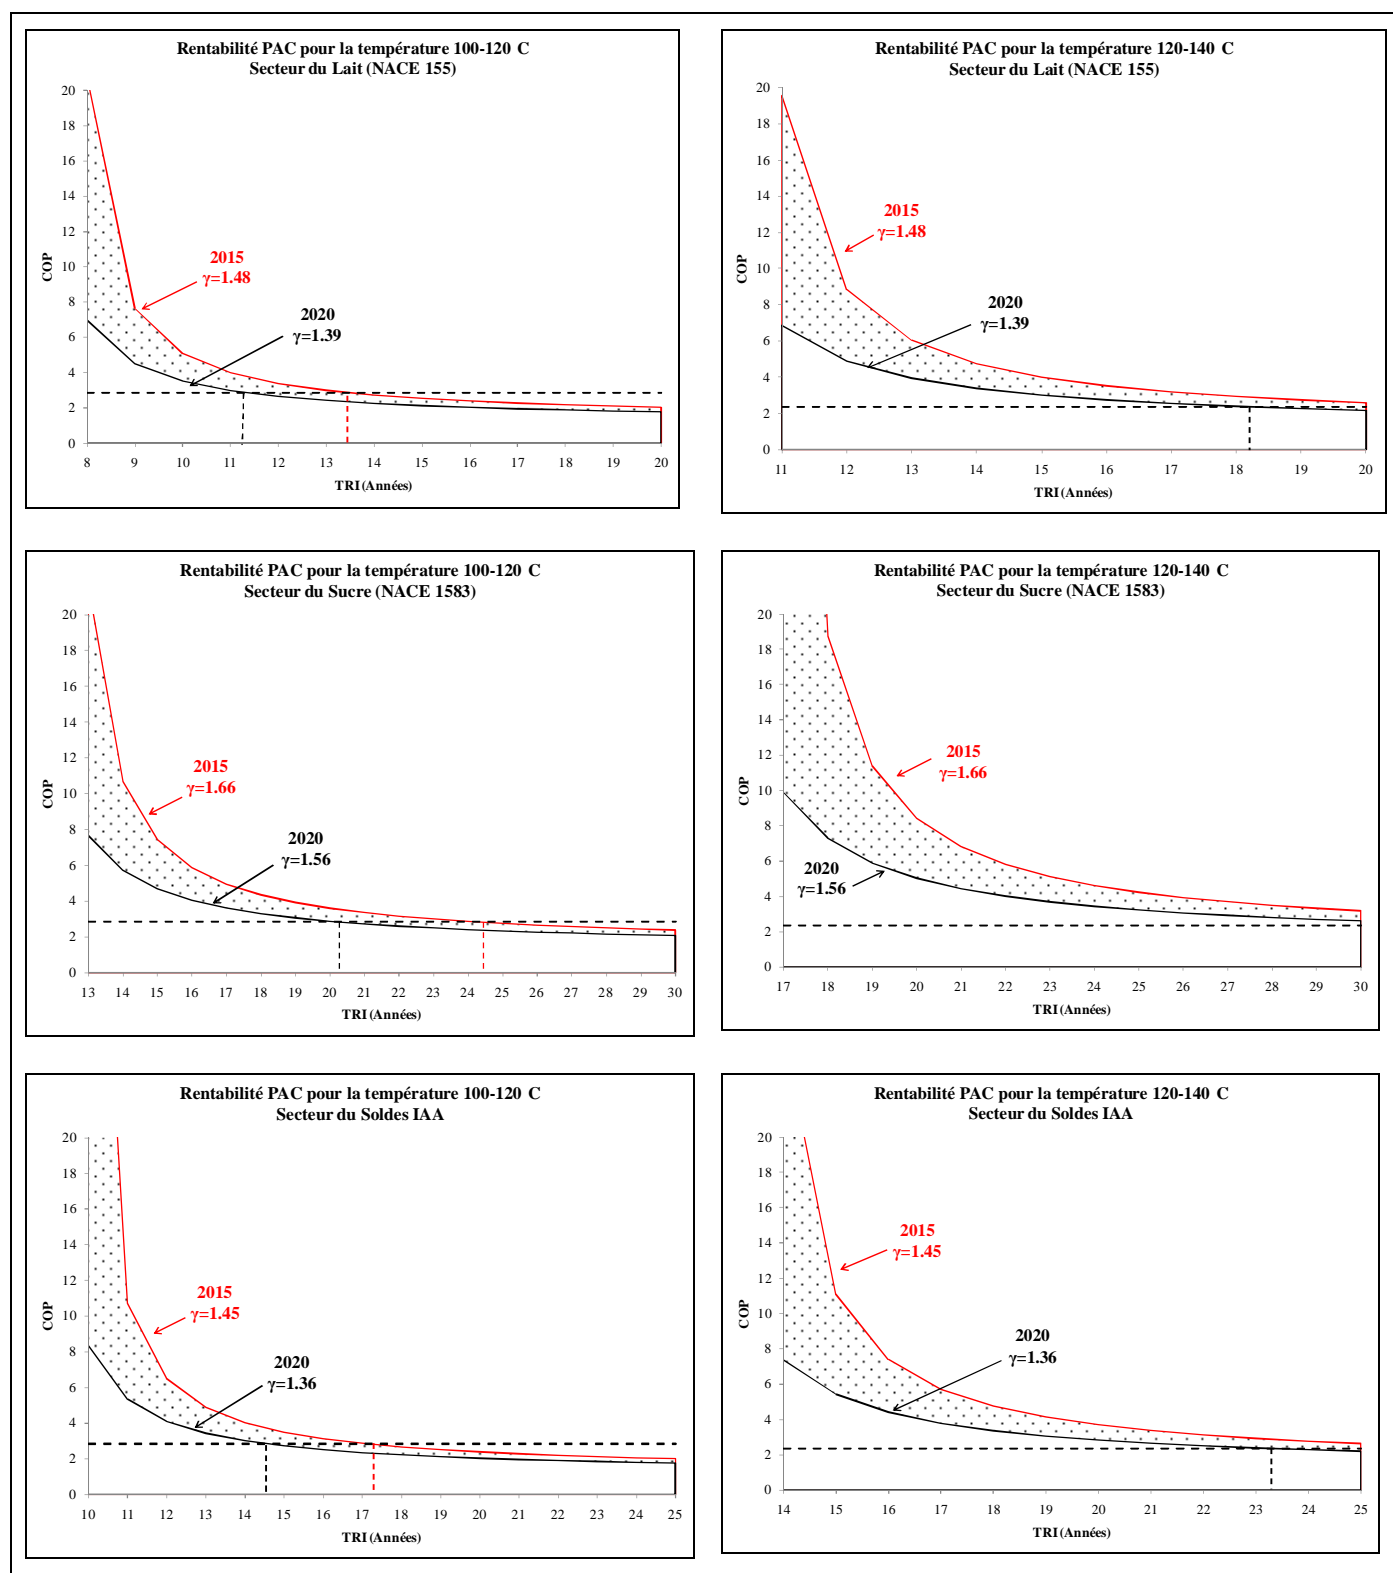 Rentabilité PAC pour la température 100-120 C
Secteur du Lait (NACE 155)
20
18
16
14
12
10
8
6
4
2
0
COP
2015
γ=1.48
2020
γ=1.39
8 9 10 11 12 13 14 15 16 17 18 19 20
TRI (Années)
Rentabilité PAC pour la température 120-140 C
Secteur du Lait (NACE 155)
20
18
16
14
12
10
8
6
4
2
0
COP
2015
γ=1.48
2020
γ=1.39
11 12 13 14 15 16 17 18 19 20
TRI (Années)
Rentabilité PAC pour la température 100-120 C
Secteur du Sucre (NACE 1583)
20
18
16
14
12
10
8
6
4
2
0
COP
2015
γ=1.66
2020
γ=1.56
13 14 15 16 17 18 19 20 21 22 23 24 25 26 27 28 29 30
TRI (Années)
Rentabilité PAC pour la température 120-140 C
Secteur du Sucre (NACE 1583)
20
18
16
14
12
10
8
6
4
2
0
COP
2015
γ=1.66
2020
γ=1.56
17 18 19 20 21 22 23 24 25 26 27 28 29 30
TRI (Années)
Rentabilité PAC pour la température 100-120 C
Secteur du Soldes IAA
20
18
16
14
12
10
8
6
4
2
0
COP
2015
γ=1.45
2020
γ=1.36
10 11 12 13 14 15 16 17 18 19 20 21 22 23 24 25
TRI (Années)
Rentabilité PAC pour la température 120-140 C
Secteur du Soldes IAA
20
18
16
14
12
10
8
6
4
2
0
COP
2015
γ=1.45
2020
γ=1.36
14 15 16 17 18 19 20 21 22 23 24 25
TRI (Années)